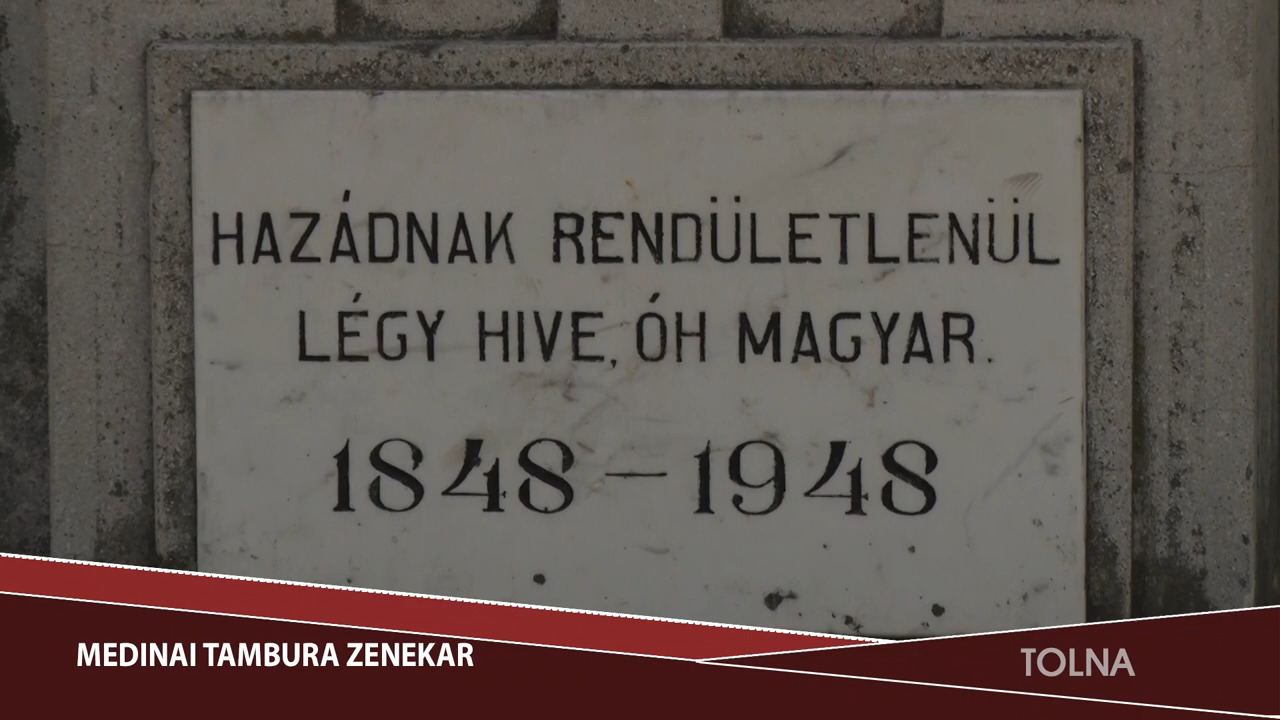 HAZÁDNAK RENDÜLETLENÜL
LÉGY HIVE, ÓH MAGYAR.
1848 – 1948
MEDINAI TAMBURA ZENEKAR
TOLNA